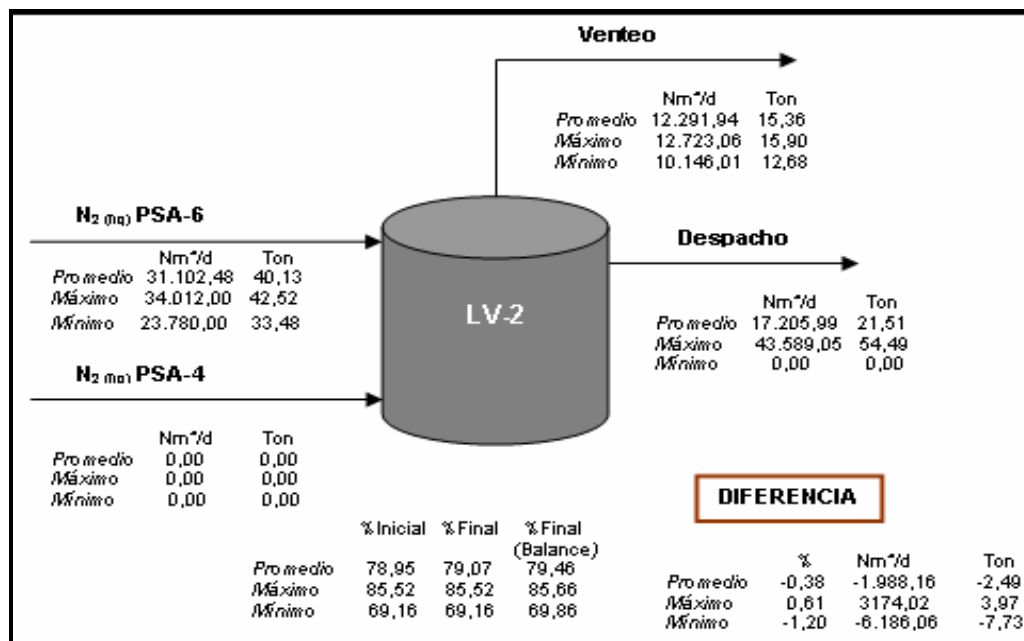 Venteo
Nm³/d Ton
Promedio 12.291,94 15,36
Máximo 12.723,06 15,90
Mínimo 10.146,01 12,68
N₂ (liq) PSA-6
Nm³/d Ton
Promedio 31.102,48 40,13
Máximo 34.012,00 42,52
Mínimo 23.780,00 33,48
Despacho
Nm³/d Ton
Promedio 17.205,99 21,51
Máximo 43.589,05 54,49
Mínimo 0,00 0,00
LV-2
N₂ (liq) PSA-4
Nm³/d Ton
Promedio 0,00 0,00
Máximo 0,00 0,00
Mínimo 0,00 0,00
% Inicial % Final % Final
(Balance)
Promedio 78,95 79,07 79,46
Máximo 85,52 85,52 85,66
Mínimo 69,16 69,16 69,86
DIFERENCIA
% Nm³/d Ton
Promedio -0,38 -1.988,16 -2,49
Máximo 0,61 3174,02 3,97
Mínimo -1,20 -6.186,06 -7,73